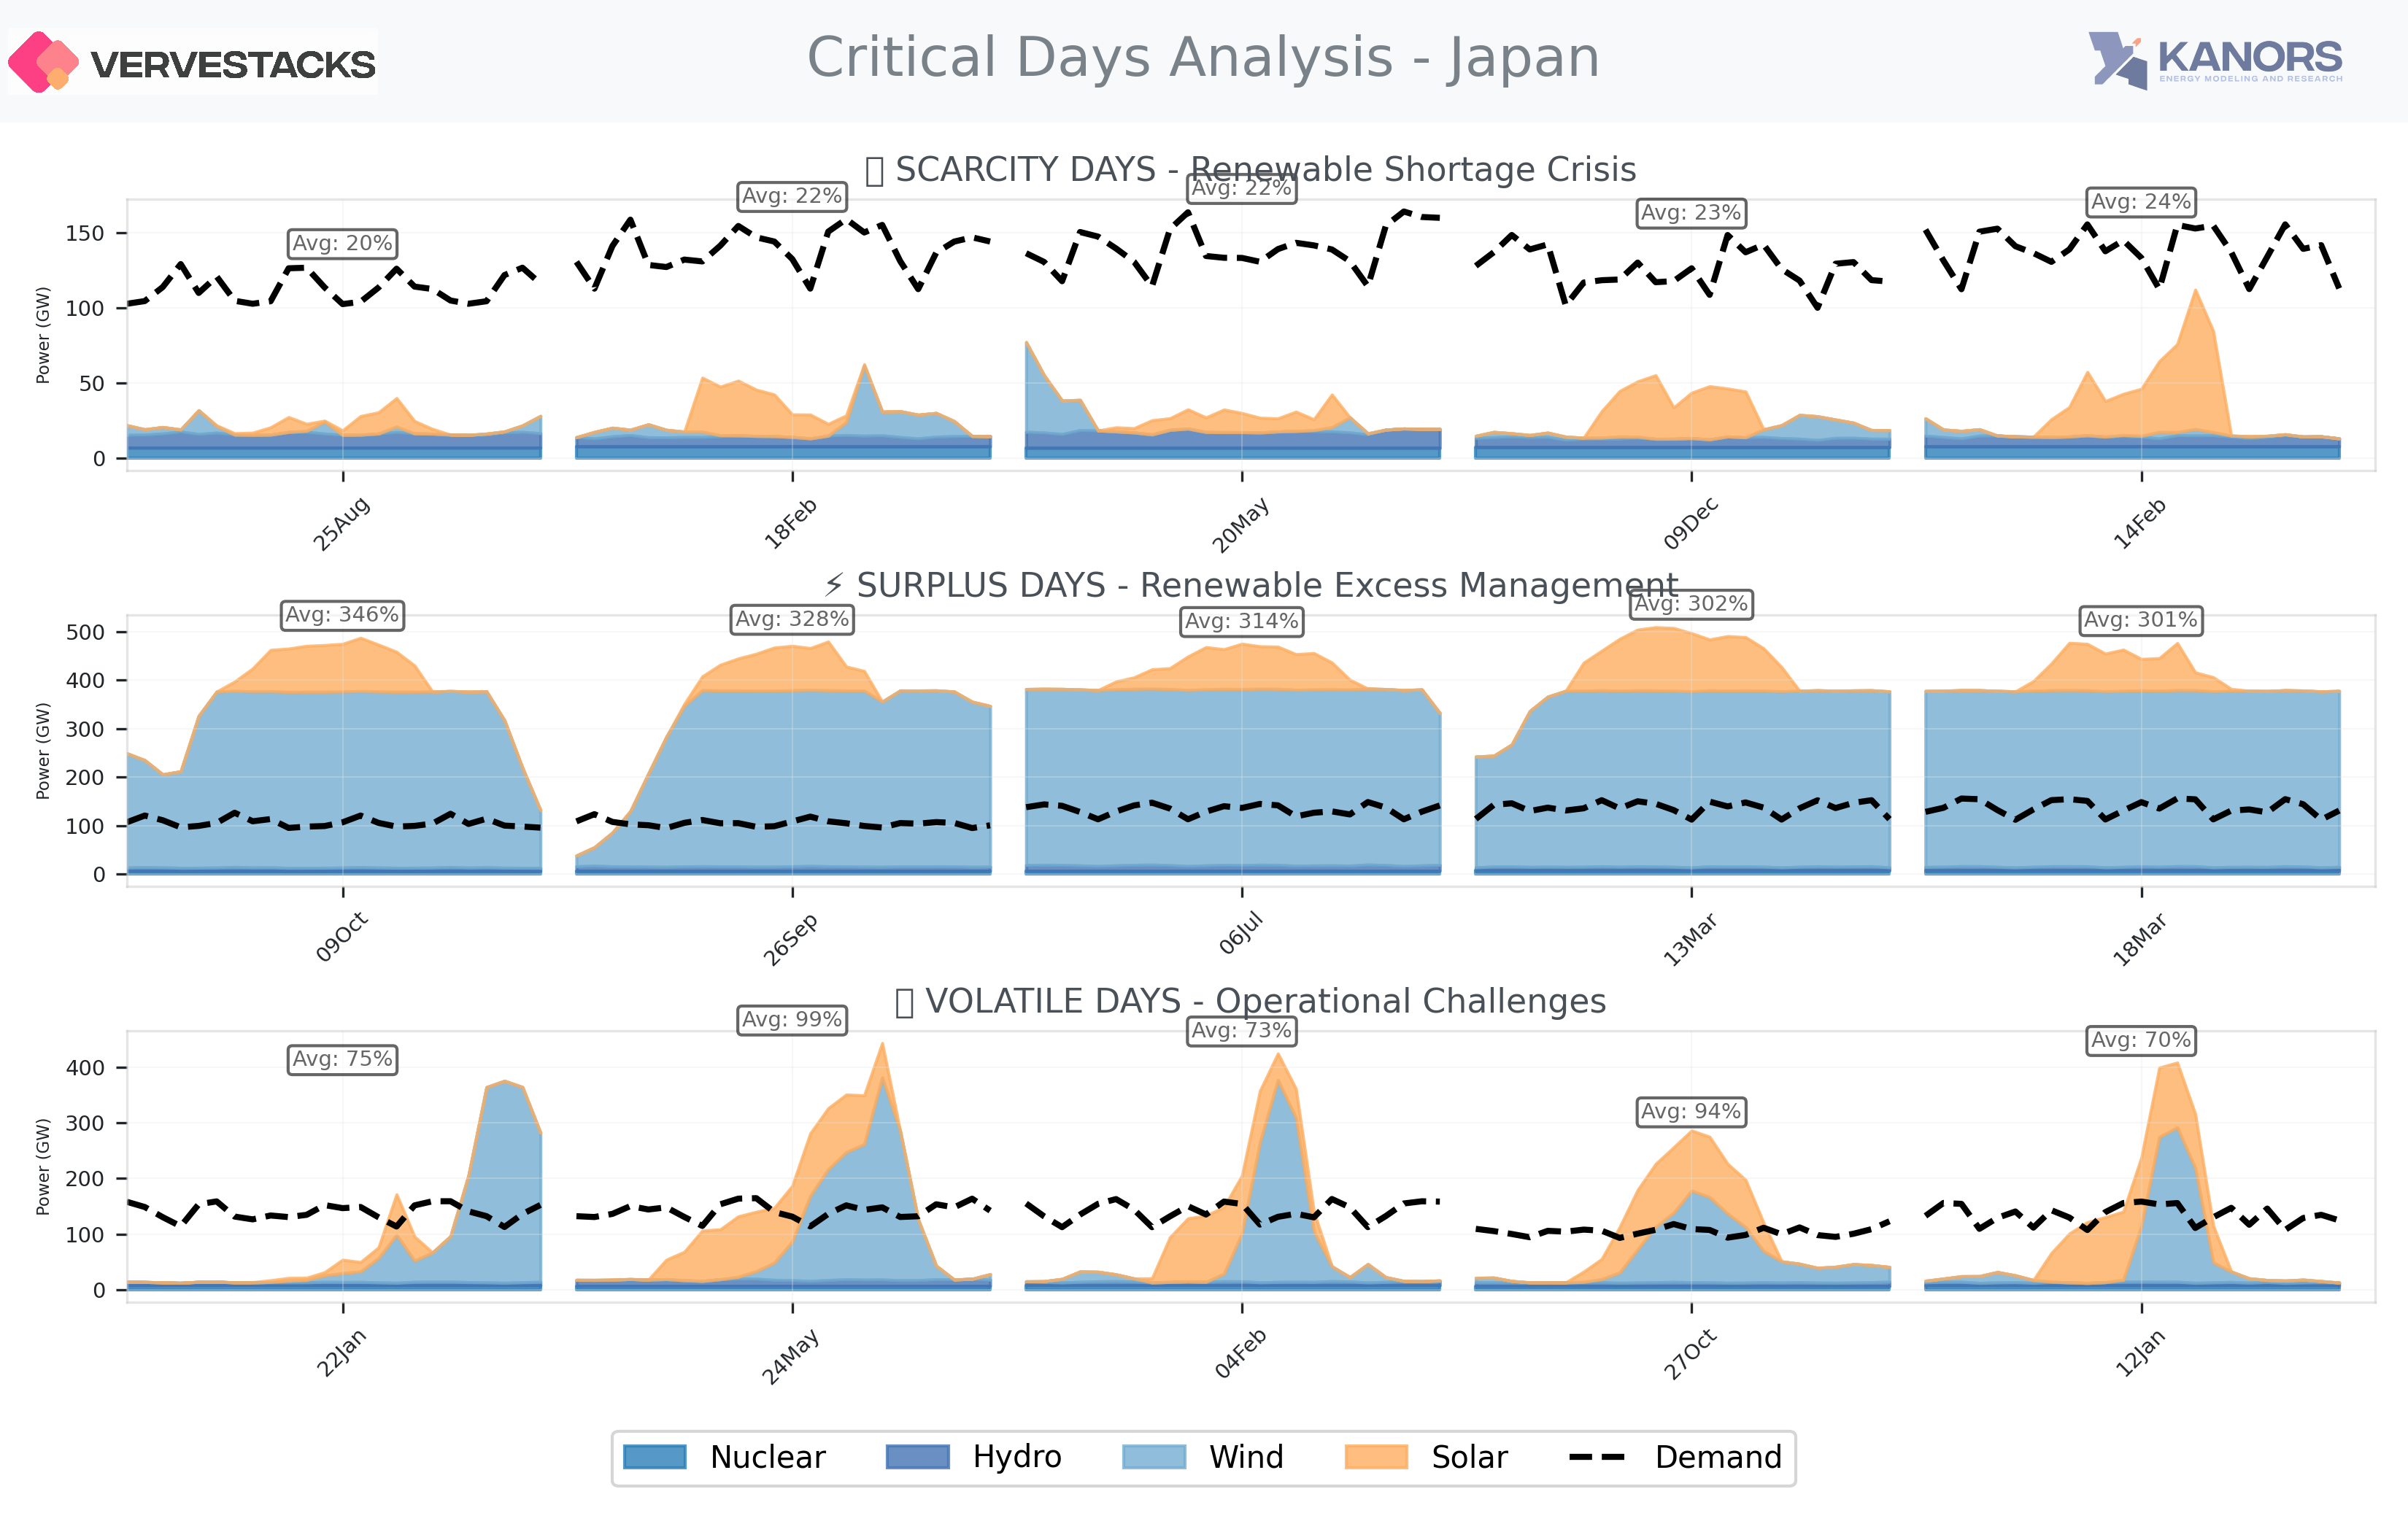 VERVESTACKS
Critical Days Analysis - Japan
KANORS
ENERGY MODELING AND RESEARCH
SCARCITY DAYS - Renewable Shortage Crisis
Avg: 20%
Avg: 22%
Avg: 22%
Avg: 23%
Avg: 24%
Power (GW)
150
100
50
0
25Aug
18Feb
20May
09Dec
14Feb
⚡ SURPLUS DAYS - Renewable Excess Management
Avg: 346%
Avg: 328%
Avg: 314%
Avg: 302%
Avg: 301%
Power (GW)
500
400
300
200
100
0
09Oct
26Sep
06Jul
13Mar
18Mar
VOLATILE DAYS - Operational Challenges
Avg: 75%
Avg: 99%
Avg: 73%
Avg: 94%
Avg: 70%
Power (GW)
400
300
200
100
0
22Jan
24May
04Feb
27Oct
12Jan
Nuclear
Hydro
Wind
Solar
Demand